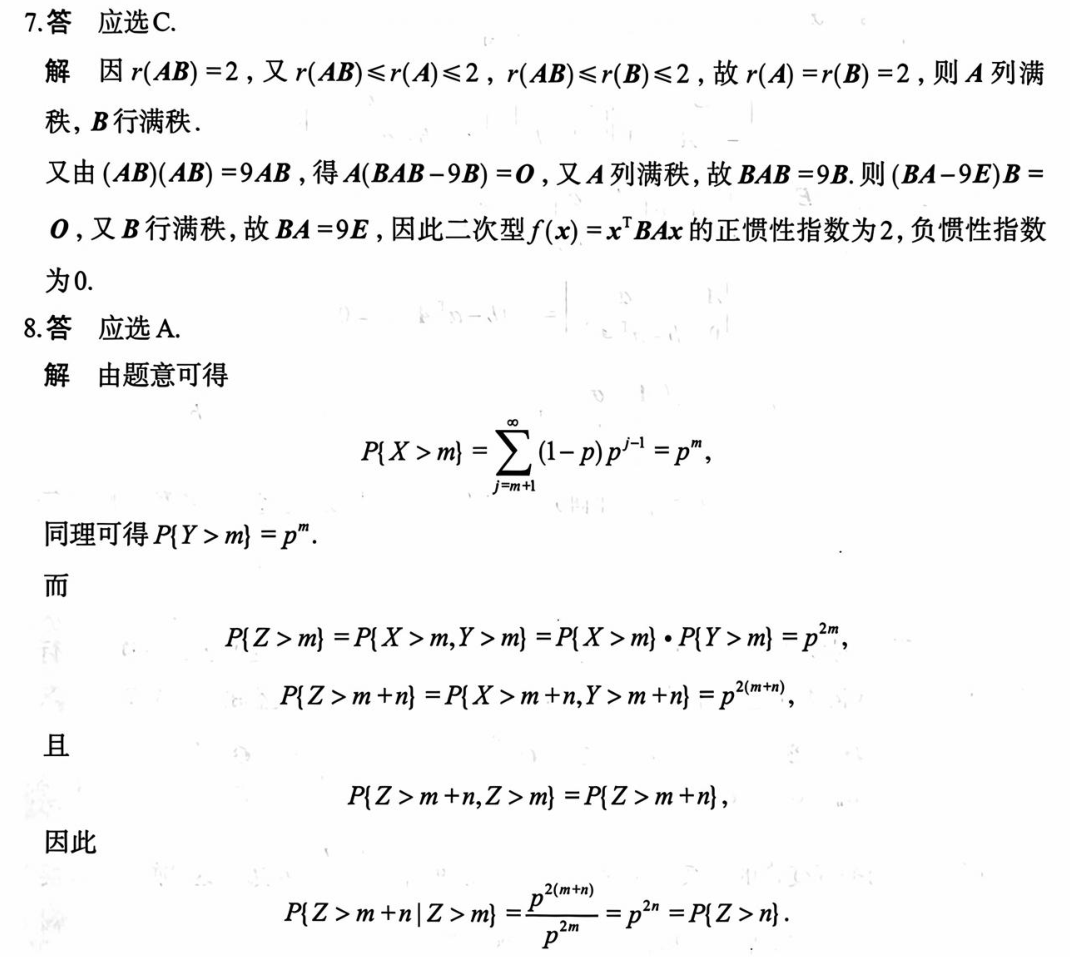 7.答 应选C.
解 因 r(AB) =2 , 又 r(AB)⩽r(A)⩽2 , r(AB)⩽r(B)⩽2 , 故 r(A) =r(B) =2 , 则 A 列满
秩, B 行满秩.
又由 (AB)(AB) =9AB , 得 A(BAB−9B) =O , 又 A 列满秩, 故 BAB =9B. 则 (BA−9E)B =
O , 又 B 行满秩, 故 BA =9E , 因此二次型 f(x) =xᵀBAx 的正惯性指数为2, 负惯性指数
为0.
8.答 应选 A.
解 由题意可得
P{X>m} = ∑_{j=m+1}^{∞} (1−p)p^{j−1} =p^m,
同理可得 P{Y>m} =p^m.
而
P{Z>m} =P{X>m,Y>m} =P{X>m}•P{Y>m} =p^{2m},
P{Z>m+n} =P{X>m+n,Y>m+n} =p^{2(m+n)},
且
P{Z>m+n,Z>m} =P{Z>m+n},
因此
P{Z>m+n|Z>m} = p^{2(m+n)}/p^{2m} =p^{2n} =P{Z>n}.